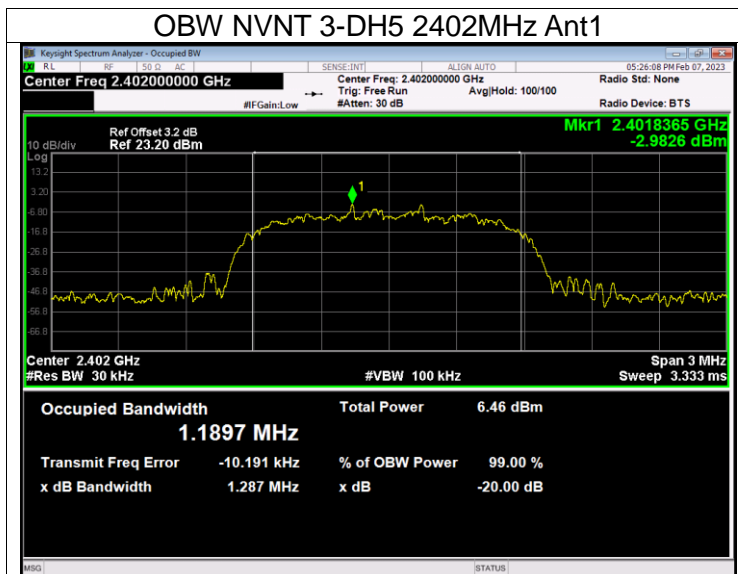 OBW NVNT 3-DH5 2402MHz Ant1
Keysight Spectrum Analyzer - Occupied BW
RL RF 50 Ω AC SENSE:INT ALIGN AUTO 05:26:08 PM Feb 07, 2023
Center Freq 2.402000000 GHz Center Freq: 2.402000000 GHz Radio Std: None
Trig: Free Run Avg|Hold: 100/100
#IFGain:Low #Atten: 30 dB Radio Device: BTS
Mkr1 2.4018365 GHz
-2.9826 dBm
Ref Offset 3.2 dB
10 dB/div Ref 23.20 dBm
Log
13.2
3.20
-6.80
-16.8
-26.8
-36.8
-46.8
-56.8
-66.8
1
Center 2.402 GHz Span 3 MHz
#Res BW 30 kHz #VBW 100 kHz Sweep 3.333 ms
Occupied Bandwidth Total Power 6.46 dBm
1.1897 MHz
Transmit Freq Error -10.191 kHz % of OBW Power 99.00 %
x dB Bandwidth 1.287 MHz x dB -20.00 dB
MSG STATUS